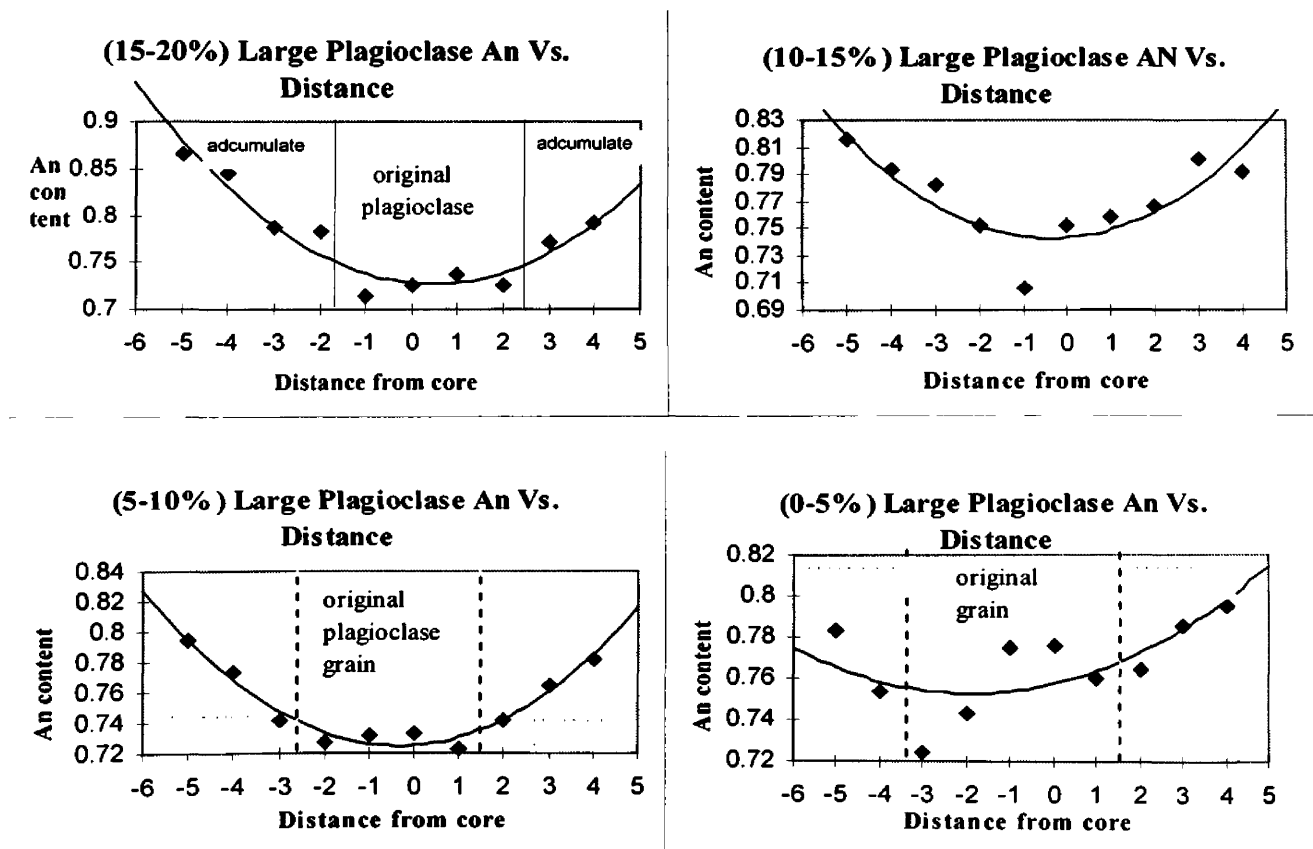 (15-20%) Large Plagioclase An Vs.
Distance
0.9
0.85
0.8
0.75
0.7
An
con
tent
adcumulate
original
plagioclase
adcumulate
-6 -5 -4 -3 -2 -1 0 1 2 3 4 5
Distance from core
(10-15%) Large Plagioclase AN Vs.
Distance
0.83
0.81
0.79
0.77
0.75
0.73
0.71
0.69
An content
-6 -5 -4 -3 -2 -1 0 1 2 3 4 5
Distance from core
(5-10%) Large Plagioclase An Vs.
Distance
0.84
0.82
0.8
0.78
0.76
0.74
0.72
An content
original
plagioclase
grain
-6 -5 -4 -3 -2 -1 0 1 2 3 4 5
Distance from core
(0-5%) Large Plagioclase An Vs.
Distance
0.82
0.8
0.78
0.76
0.74
0.72
An content
original
grain
-6 -5 -4 -3 -2 -1 0 1 2 3 4 5
Distance from core